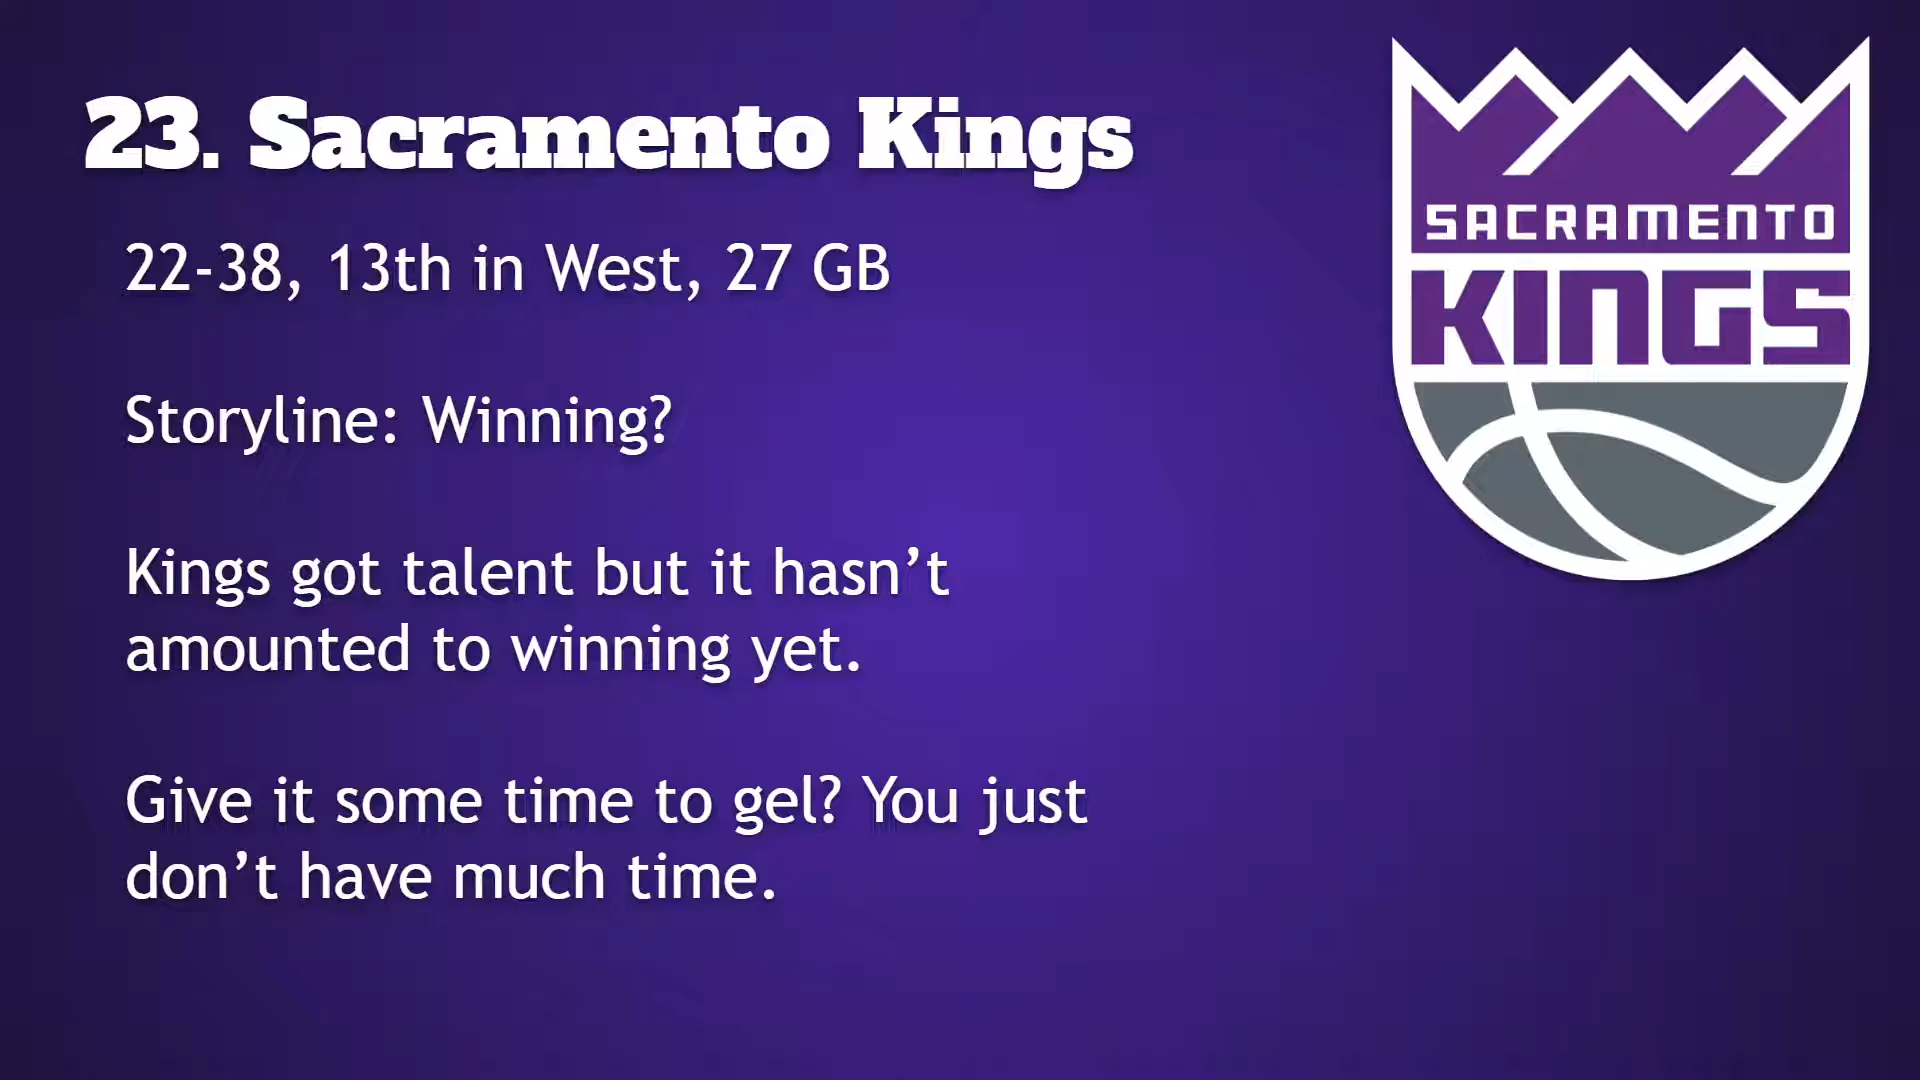 23. Sacramento Kings
22-38, 13th in West, 27 GB
Storyline: Winning?
Kings got talent but it hasn’t
amounted to winning yet.
Give it some time to gel? You just
don’t have much time.
SACRAMENTO
KINGS